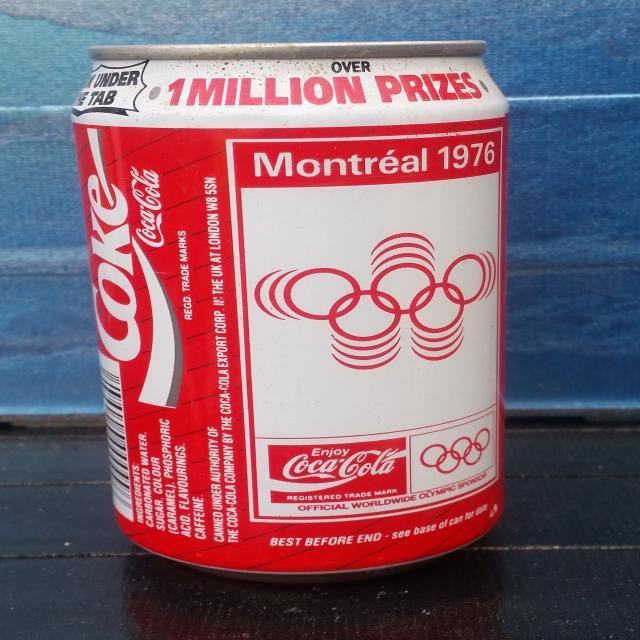 UNDER
TAB
OVER
1 MILLION PRIZES
Coke
Coca-Cola
REGD. TRADE MARKS
INGREDIENTS:
CARBONATED WATER,
SUGAR, COLOUR
(CARAMEL), PHOSPHORIC
ACID, FLAVOURINGS,
CAFFEINE.
CANNED UNDER AUTHORITY OF
THE COCA-COLA COMPANY BY THE COCA-COLA EXPORT CORP. IN THE UK AT LONDON W8 5SN
Montréal 1976
Enjoy
Coca-Cola
REGISTERED TRADE MARK
OFFICIAL WORLDWIDE OLYMPIC SPONSOR
BEST BEFORE END - see base of can for date